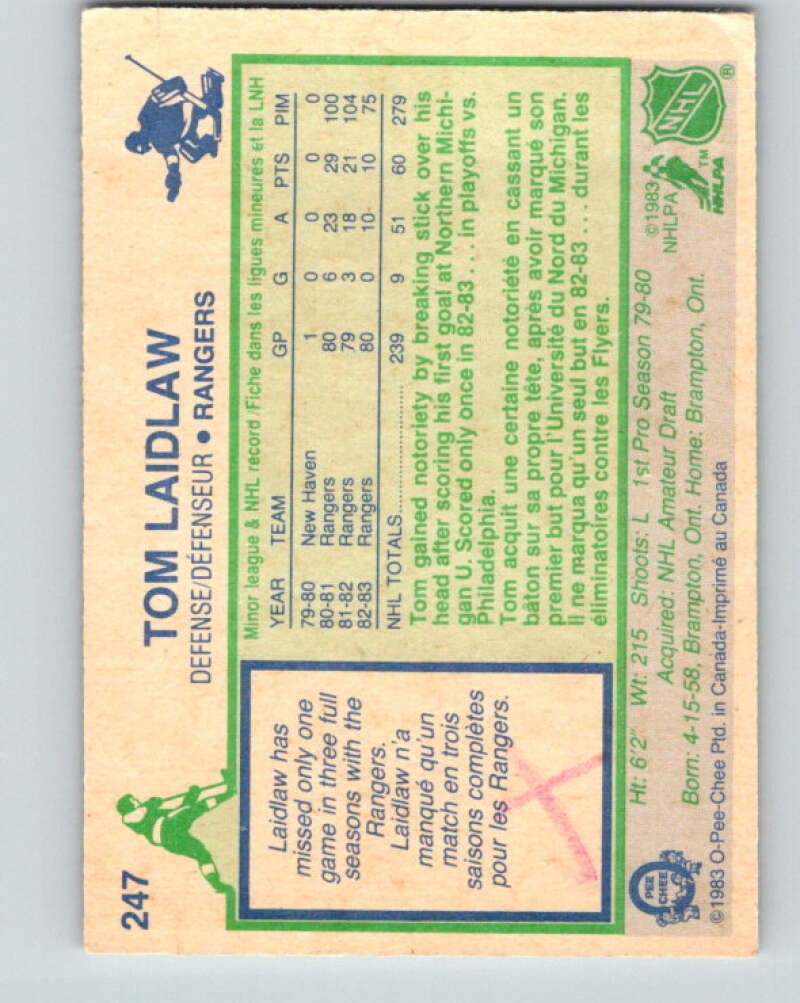 247
TOM LAIDLAW
DEFENSE/DÉFENSEUR • RANGERS
Laidlaw has
missed only one
game in three full
seasons with the
Rangers.
Laidlaw n'a
manqué qu'un
match en trois
saisons complètes
pour les Rangers.
Minor league & NHL record/Fiche dans les ligues mineures et la LNH
YEAR TEAM GP G A PTS PIM
79-80 New Haven 1 0 0 0 0
80-81 Rangers 80 6 23 29 100
81-82 Rangers 79 3 18 21 104
82-83 Rangers 80 0 10 10 75
NHL TOTALS.................... 239 9 51 60 279
Tom gained notoriety by breaking stick over his
head after scoring his first goal at Northern Michi-
gan U. Scored only once in 82-83 . . . in playoffs vs.
Philadelphia.
Tom acquit une certaine notoriété en cassant un
bâton sur sa propre tête, après avoir marqué son
premier but pour l'Université du Nord du Michigan.
Il ne marqua qu'un seul but en 82-83 . . . durant les
éliminatoires contre les Flyers.
Ht: 6'2" Wt: 215 Shoots: L 1st Pro Season 79-80
Acquired: NHL Amateur Draft
Born: 4-15-58, Brampton, Ont. Home: Brampton, Ont.
©1983 O-Pee-Chee Ptd. in Canada-Imprimé au Canada
PEE
CHEE
©1983
NHLPA
NHLPA
TM
NHL
®